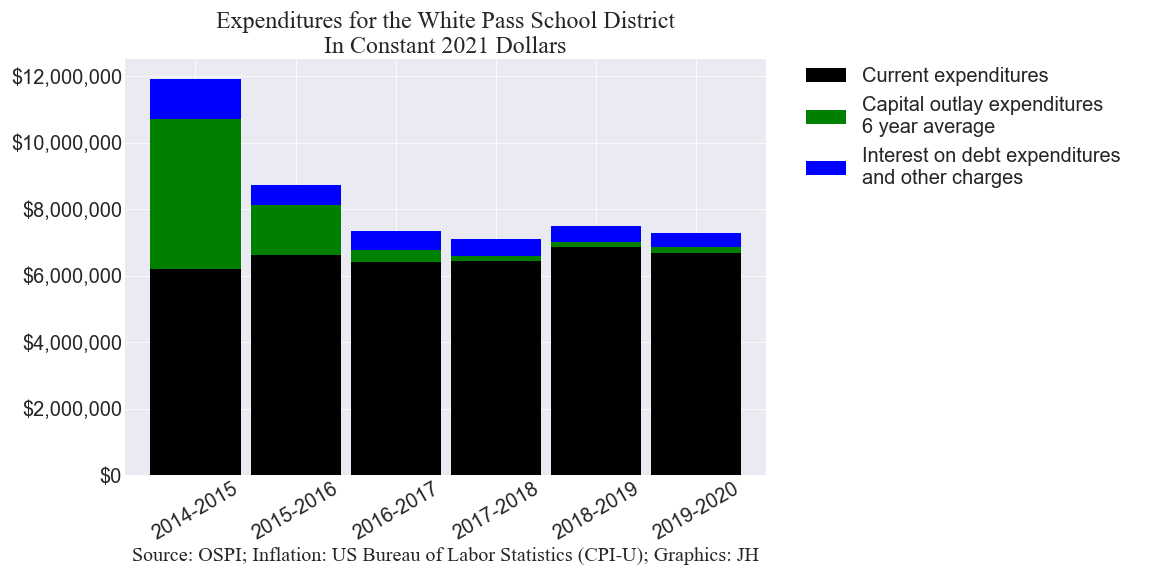 Expenditures for the White Pass School District
In Constant 2021 Dollars
$12,000,000
$10,000,000
$8,000,000
$6,000,000
$4,000,000
$2,000,000
$0
2014-2015
2015-2016
2016-2017
2017-2018
2018-2019
2019-2020
Current expenditures
Capital outlay expenditures
6 year average
Interest on debt expenditures
and other charges
Source: OSPI; Inflation: US Bureau of Labor Statistics (CPI-U); Graphics: JH